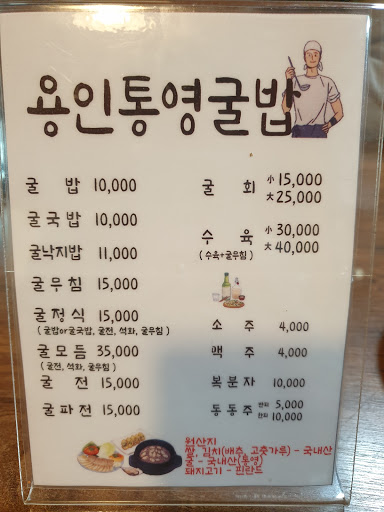 용인통영굴밥
굴 밥 10,000
굴국밥 10,000
굴낙지밥 11,000
굴무침 15,000
굴정식 15,000
(굴밥or굴국밥, 굴전, 석화, 굴무침)
굴모듬 35,000
(굴전, 석화, 굴무침)
굴 전 15,000
굴파전 15,000
굴 회 小 15,000
大 25,000
수 육 小 30,000
(수육+굴무침) 大 40,000
소 주 4,000
맥 주 4,000
복분자 10,000
동동주 5,000
10,000
원산지
쌀, 김치(배추, 고춧가루) - 국내산
굴 - 국내산(통영)
돼지고기 - 핀란드